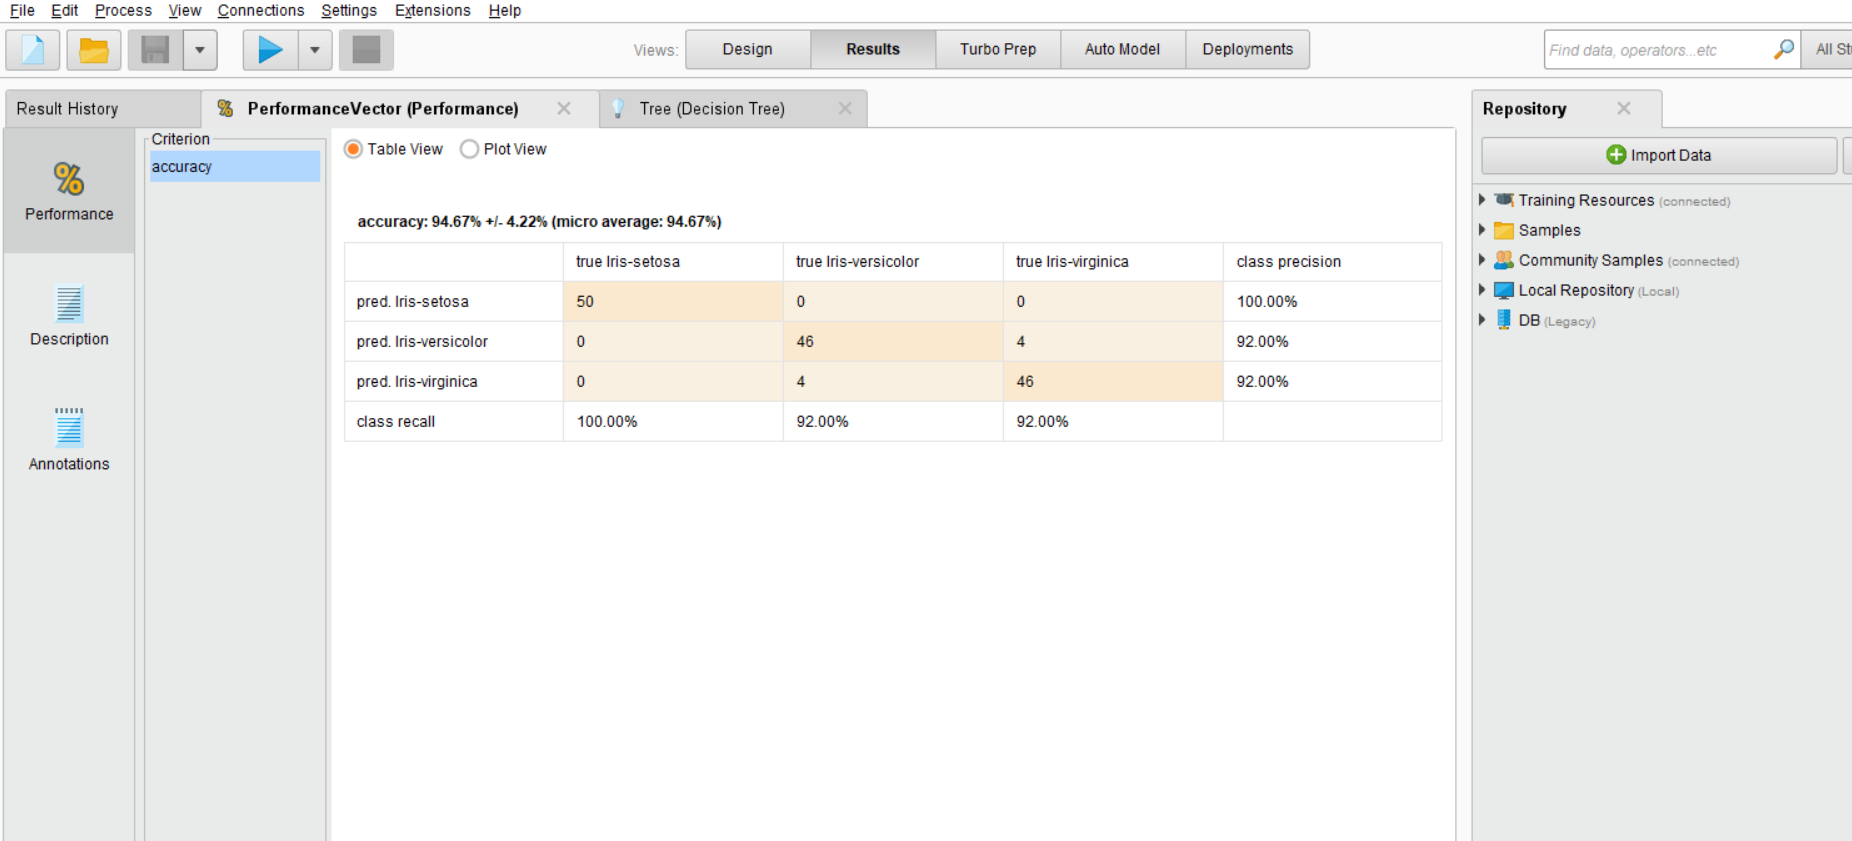 File Edit Process View Connections Settings Extensions Help
Views: Design Results Turbo Prep Auto Model Deployments
Find data, operators...etc
All
Result History
% PerformanceVector (Performance)
Tree (Decision Tree)
Repository
Criterion
accuracy
Table View Plot View
Import Data
%
Performance
Description
Annotations
accuracy: 94.67% +/- 4.22% (micro average: 94.67%)
true Iris-setosa true Iris-versicolor true Iris-virginica class precision
pred. Iris-setosa 50 0 0 100.00%
pred. Iris-versicolor 0 46 4 92.00%
pred. Iris-virginica 0 4 46 92.00%
class recall 100.00% 92.00% 92.00%
Training Resources (connected)
Samples
Community Samples (connected)
Local Repository (Local)
DB (Legacy)